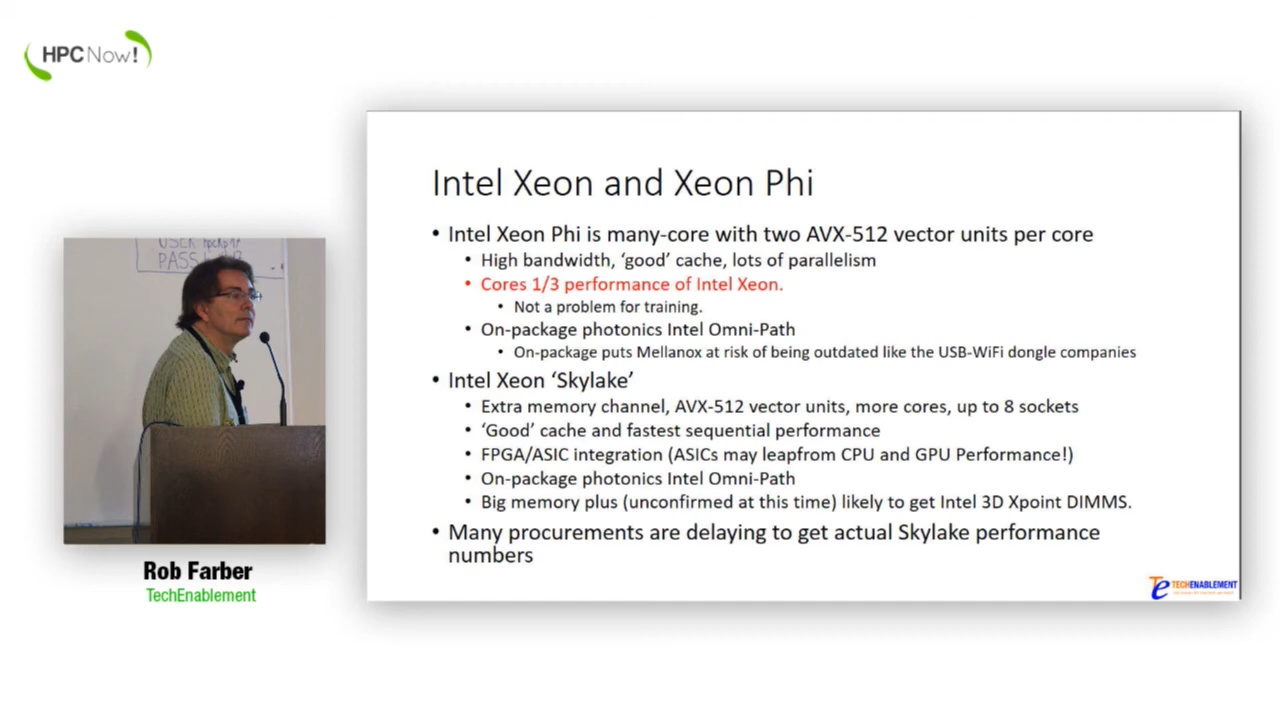 HPCNow!
Intel Xeon and Xeon Phi
• Intel Xeon Phi is many-core with two AVX-512 vector units per core
• High bandwidth, ‘good’ cache, lots of parallelism
• Cores 1/3 performance of Intel Xeon.
• Not a problem for training.
• On-package photonics Intel Omni-Path
• On-package puts Mellanox at risk of being outdated like the USB-WiFi dongle companies
• Intel Xeon ‘Skylake’
• Extra memory channel, AVX-512 vector units, more cores, up to 8 sockets
• ‘Good’ cache and fastest sequential performance
• FPGA/ASIC integration (ASICs may leapfrom CPU and GPU Performance!)
• On-package photonics Intel Omni-Path
• Big memory plus (unconfirmed at this time) likely to get Intel 3D Xpoint DIMMS.
• Many procurements are delaying to get actual Skylake performance
numbers
Te TECHENABLEMENT
USER
PASS
Rob Farber
TechEnablement